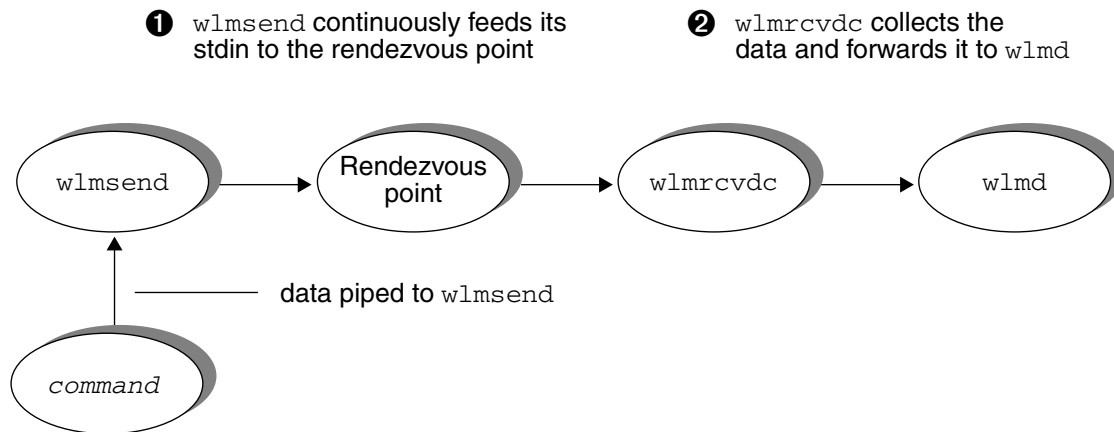 ❶ wlmsend continuously feeds its
stdin to the rendezvous point
❷ wlmrcvdc collects the
data and forwards it to wlmd
wlmsend
Rendezvous
point
wlmrcvdc
wlmd
data piped to wlmsend
command